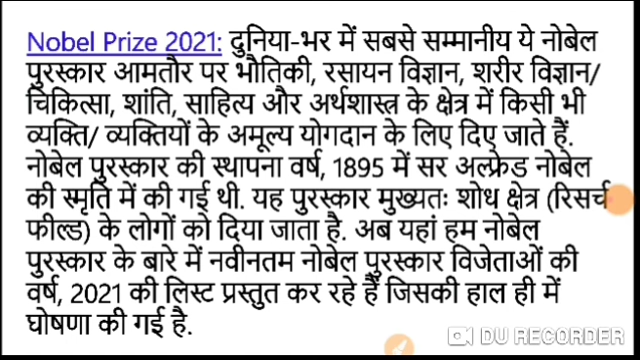 Nobel Prize 2021: दुनिया-भर में सबसे सम्मानीय ये नोबेल
पुरस्कार आमतौर पर भौतिकी, रसायन विज्ञान, शरीर विज्ञान/
चिकित्सा, शांति, साहित्य और अर्थशास्त्र के क्षेत्र में किसी भी
व्यक्ति/ व्यक्तियों के अमूल्य योगदान के लिए दिए जाते हैं.
नोबेल पुरस्कार की स्थापना वर्ष, 1895 में सर अल्फ्रेड नोबेल
की स्मृति में की गई थी. यह पुरस्कार मुख्यतः शोध क्षेत्र (रिसर्च
फील्ड) के लोगों को दिया जाता है. अब यहां हम नोबेल
पुरस्कार के बारे में नवीनतम नोबेल पुरस्कार विजेताओं की
वर्ष, 2021 की लिस्ट प्रस्तुत कर रहे हैं जिसकी हाल ही में
घोषणा की गई है.
DU RECORDER